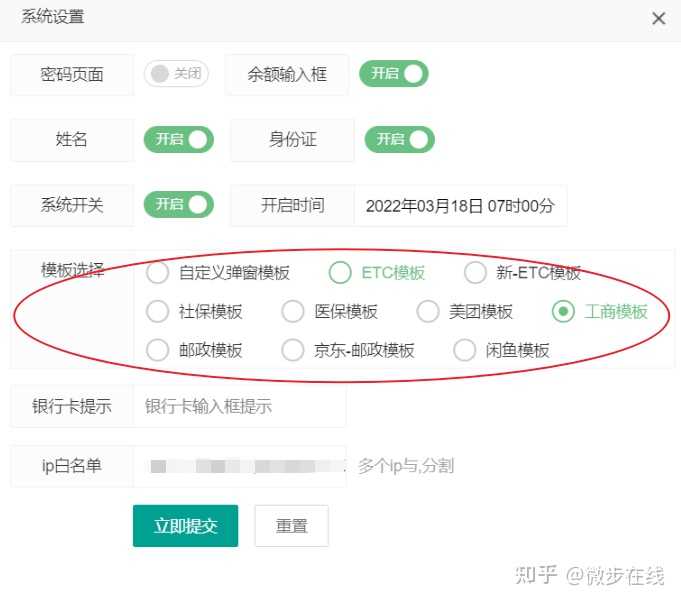 系统设置
密码页面 关闭 余额输入框 开启
姓名 开启 身份证 开启
系统开关 开启 开启时间 2022年03月18日 07时00分
模板选择 自定义弹窗模板 ETC模板 新-ETC模板
社保模板 医保模板 美团模板 工商模板
邮政模板 京东-邮政模板 闲鱼模板
银行卡提示 银行卡输入框提示
ip白名单 多个ip与,分割
立即提交 重置
知乎 @微步在线